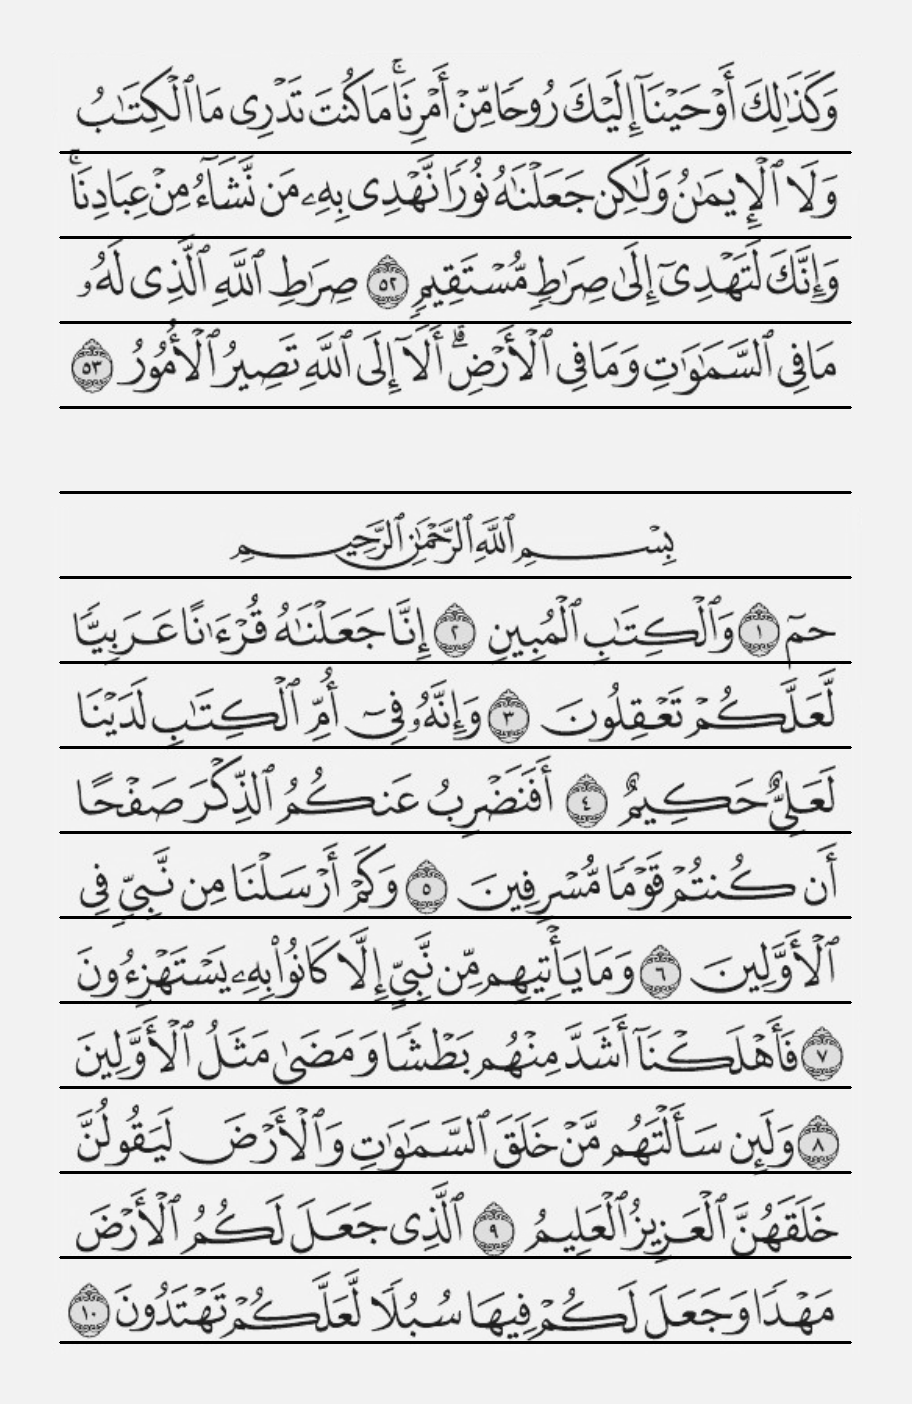 وَكَذَٰلِكَ أَوْحَيْنَآ إِلَيْكَ رُوحًا مِّنْ أَمْرِنَا ۚ مَا كُنتَ تَدْرِى مَا ٱلْكِتَـٰبُ
وَلَا ٱلْإِيمَـٰنُ وَلَـٰكِن جَعَلْنَـٰهُ نُورًا نَّهْدِى بِهِۦ مَن نَّشَآءُ مِنْ عِبَادِنَا ۚ
وَإِنَّكَ لَتَهْدِىٓ إِلَىٰ صِرَٰطٍ مُّسْتَقِيمٍ ٥٢ صِرَٰطِ ٱللَّهِ ٱلَّذِى لَهُۥ
مَا فِى ٱلسَّمَـٰوَٰتِ وَمَا فِى ٱلْأَرْضِ ۗ أَلَآ إِلَى ٱللَّهِ تَصِيرُ ٱلْأُمُورُ ٥٣
بِسْمِ ٱللَّهِ ٱلرَّحْمَـٰنِ ٱلرَّحِيمِ
حمٓ ١ وَٱلْكِتَـٰبِ ٱلْمُبِينِ ٢ إِنَّا جَعَلْنَـٰهُ قُرْءَٰنًا عَرَبِيًّا
لَّعَلَّكُمْ تَعْقِلُونَ ٣ وَإِنَّهُۥ فِىٓ أُمِّ ٱلْكِتَـٰبِ لَدَيْنَا
لَعَلِىٌّ حَكِيمٌ ٤ أَفَنَضْرِبُ عَنكُمُ ٱلذِّكْرَ صَفْحًا
أَن كُنتُمْ قَوْمًا مُّسْرِفِينَ ٥ وَكَمْ أَرْسَلْنَا مِن نَّبِىٍّ فِى
ٱلْأَوَّلِينَ ٦ وَمَا يَأْتِيهِم مِّن نَّبِىٍّ إِلَّا كَانُوا۟ بِهِۦ يَسْتَهْزِءُونَ
٧ فَأَهْلَكْنَآ أَشَدَّ مِنْهُم بَطْشًا وَمَضَىٰ مَثَلُ ٱلْأَوَّلِينَ
٨ وَلَئِن سَأَلْتَهُم مَّنْ خَلَقَ ٱلسَّمَـٰوَٰتِ وَٱلْأَرْضَ لَيَقُولُنَّ
خَلَقَهُنَّ ٱلْعَزِيزُ ٱلْعَلِيمُ ٩ ٱلَّذِى جَعَلَ لَكُمُ ٱلْأَرْضَ
مَهْدًا وَجَعَلَ لَكُمْ فِيهَا سُبُلًا لَّعَلَّكُمْ تَهْتَدُونَ ١٠